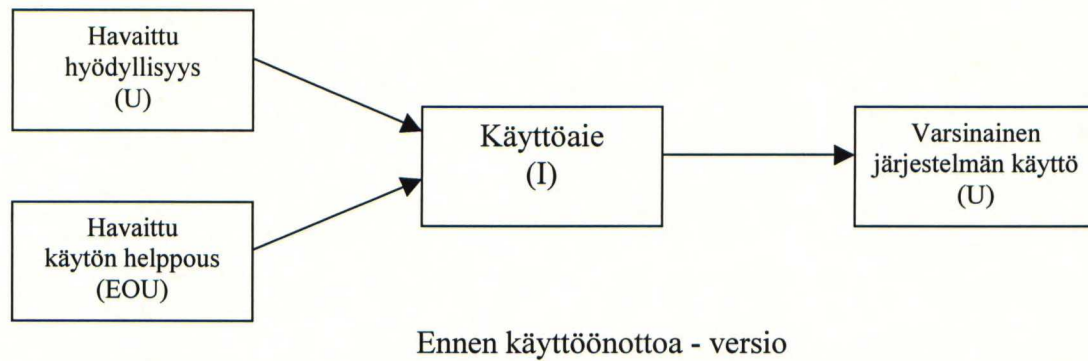 Havaittu
hyödyllisyys
(U)
Havaittu
käytön helppous
(EOU)
Käyttöaie
(I)
Varsinainen
järjestelmän käyttö
(U)
Ennen käyttöönottoa - versio